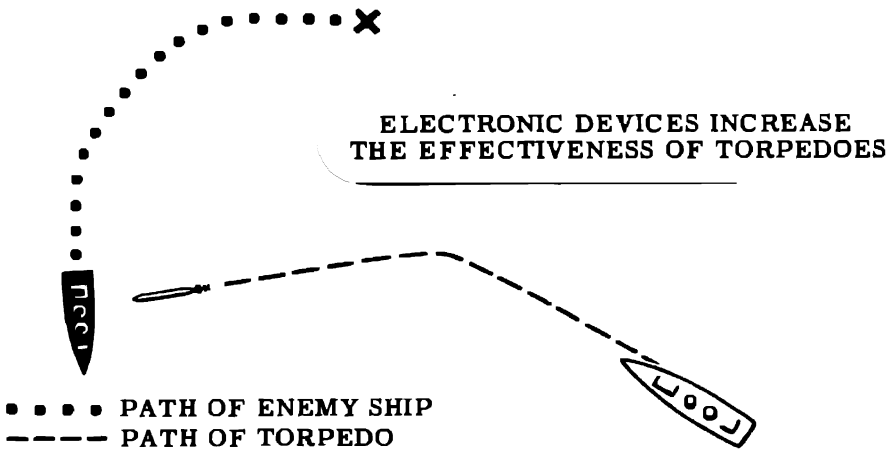 ELECTRONIC DEVICES INCREASE
THE EFFECTIVENESS OF TORPEDOES
PATH OF ENEMY SHIP
PATH OF TORPEDO